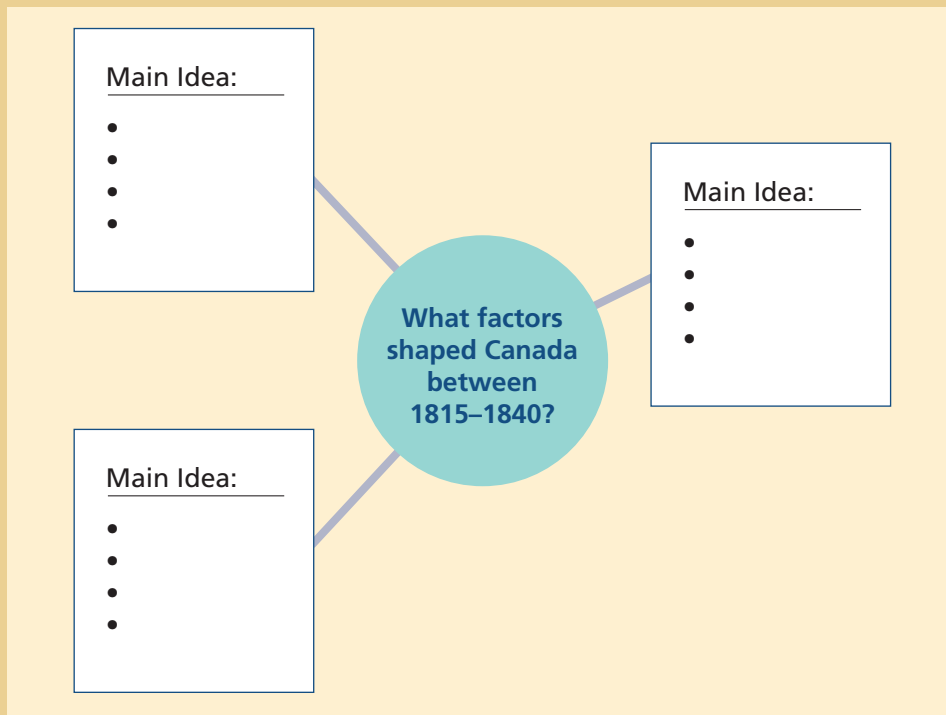 Main Idea:
•
•
•
•
Main Idea:
•
•
•
•
What factors
shaped Canada
between
1815–1840?
Main Idea:
•
•
•
•